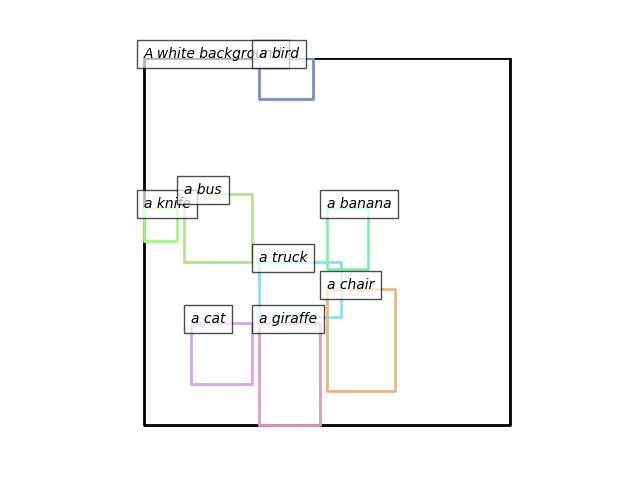 A white background
a bird
a bus
a knife
a banana
a truck
a chair
a cat
a giraffe